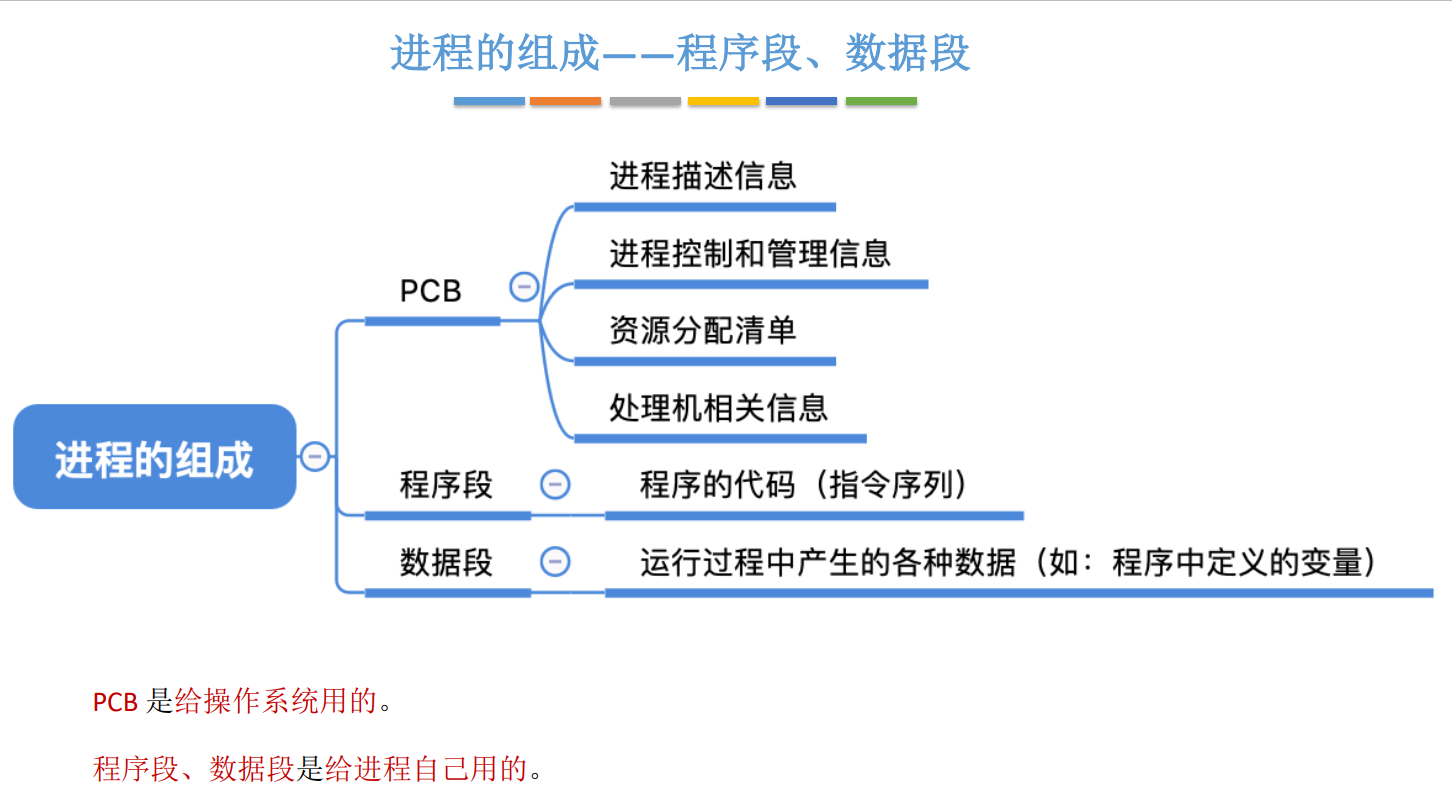 进程的组成——程序段、数据段
进程描述信息
进程控制和管理信息
PCB
资源分配清单
处理机相关信息
进程的组成
程序段 程序的代码（指令序列）
数据段 运行过程中产生的各种数据（如：程序中定义的变量）
PCB 是给操作系统用的。
程序段、数据段是给进程自己用的。